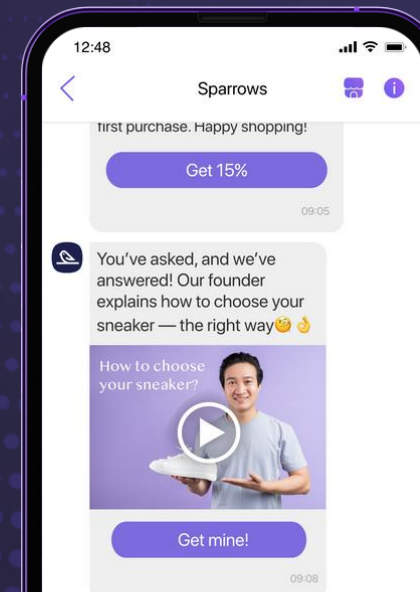 12:48
Sparrows
first purchase. Happy shopping!
Get 15%
09:05
You've asked, and we've
answered! Our founder
explains how to choose your
sneaker — the right way🧐👌
How to choose
your sneaker?
Get mine!
09:08